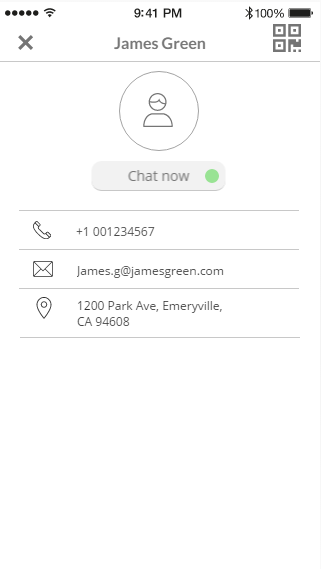 9:41 PM 100%
James Green
Chat now
+1 001234567
James.g@jamesgreen.com
1200 Park Ave, Emeryville,
CA 94608